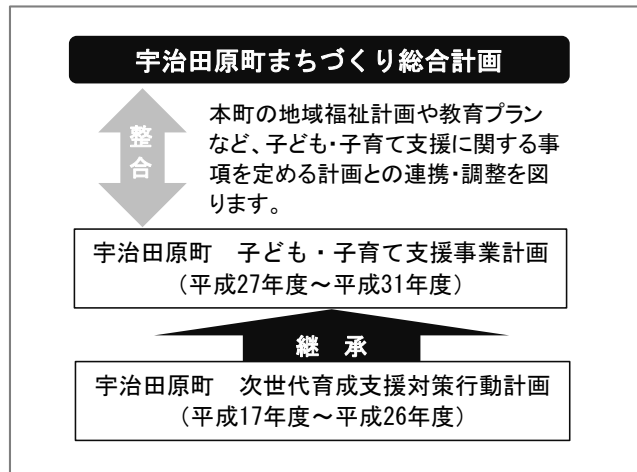 宇治田原町まちづくり総合計画
整合
本町の地域福祉計画や教育プラン
など、子ども・子育て支援に関する事
項を定める計画との連携・調整を図
ります。
宇治田原町　子ども・子育て支援事業計画
（平成27年度～平成31年度）
継　承
宇治田原町　次世代育成支援対策行動計画
（平成17年度～平成26年度）